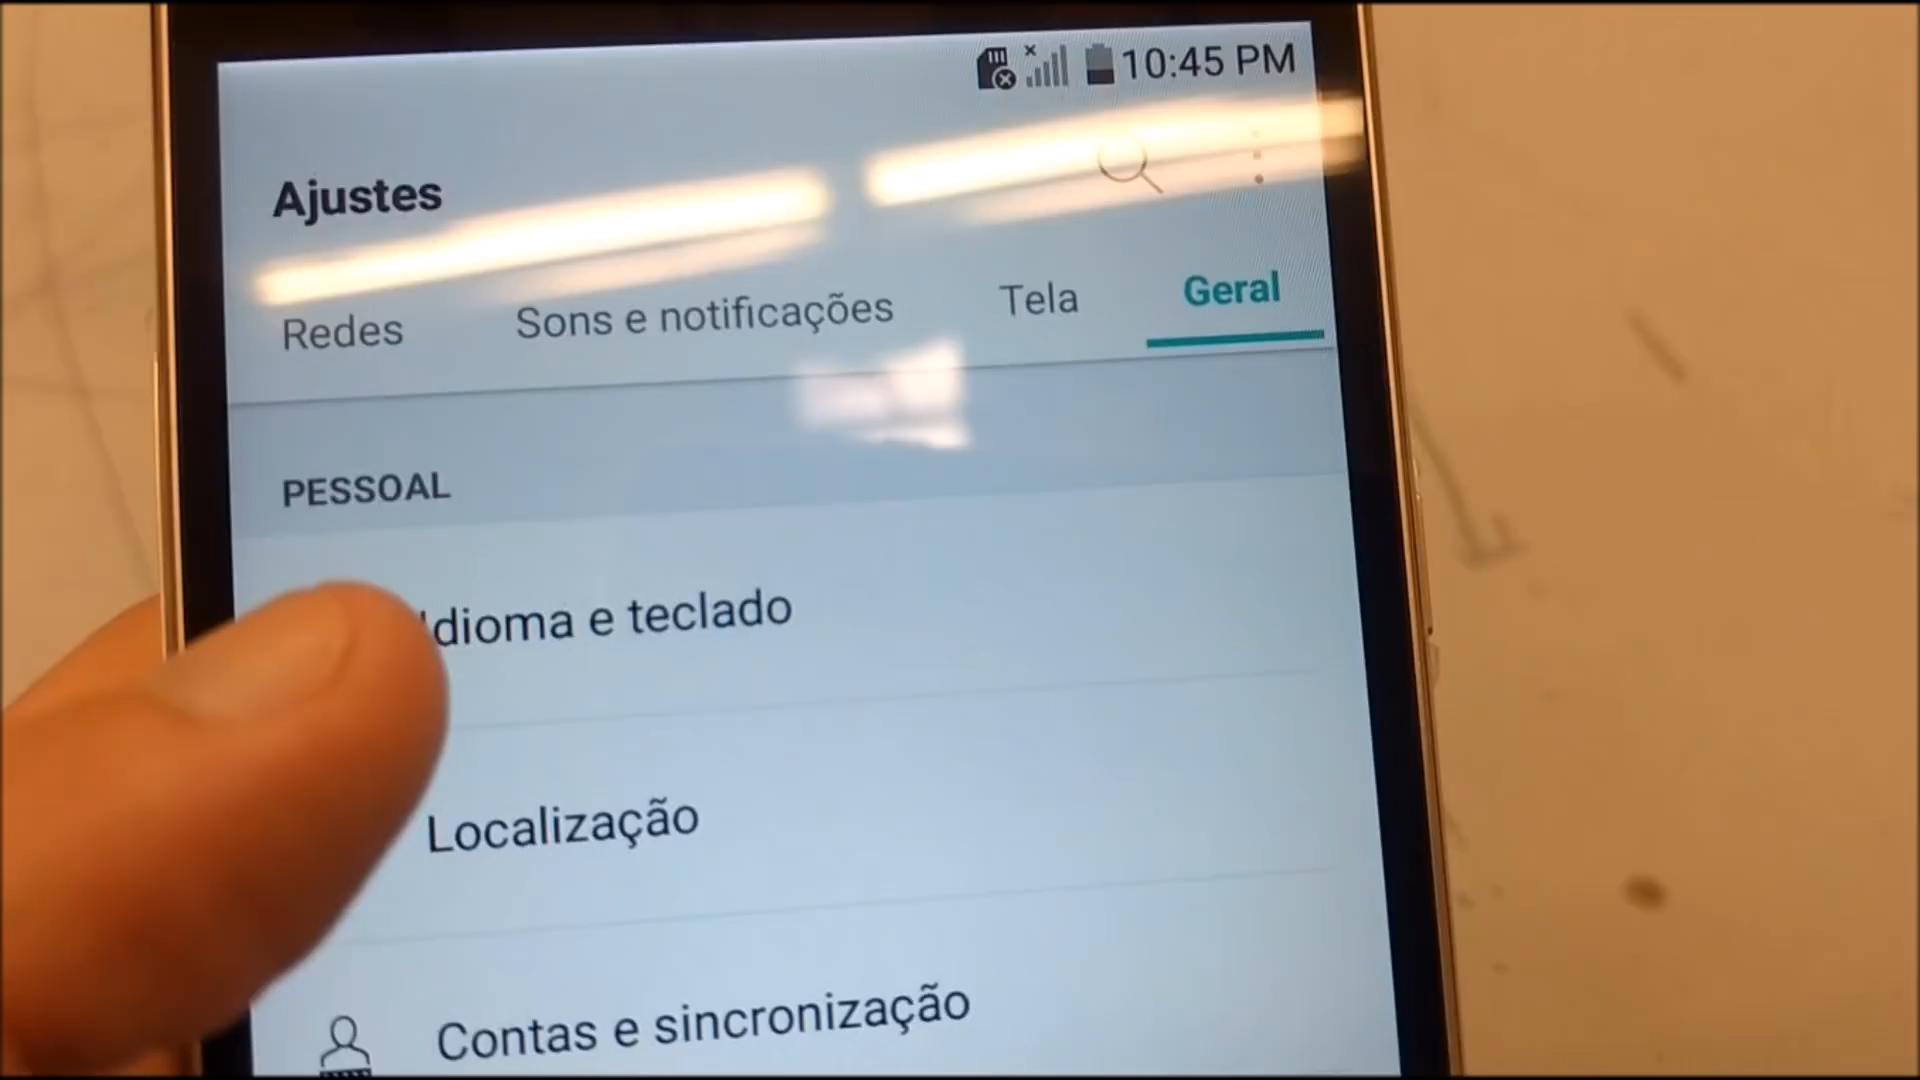 10:45 PM
Ajustes
Redes Sons e notificações Tela Geral
PESSOAL
Idioma e teclado
Localização
Contas e sincronização